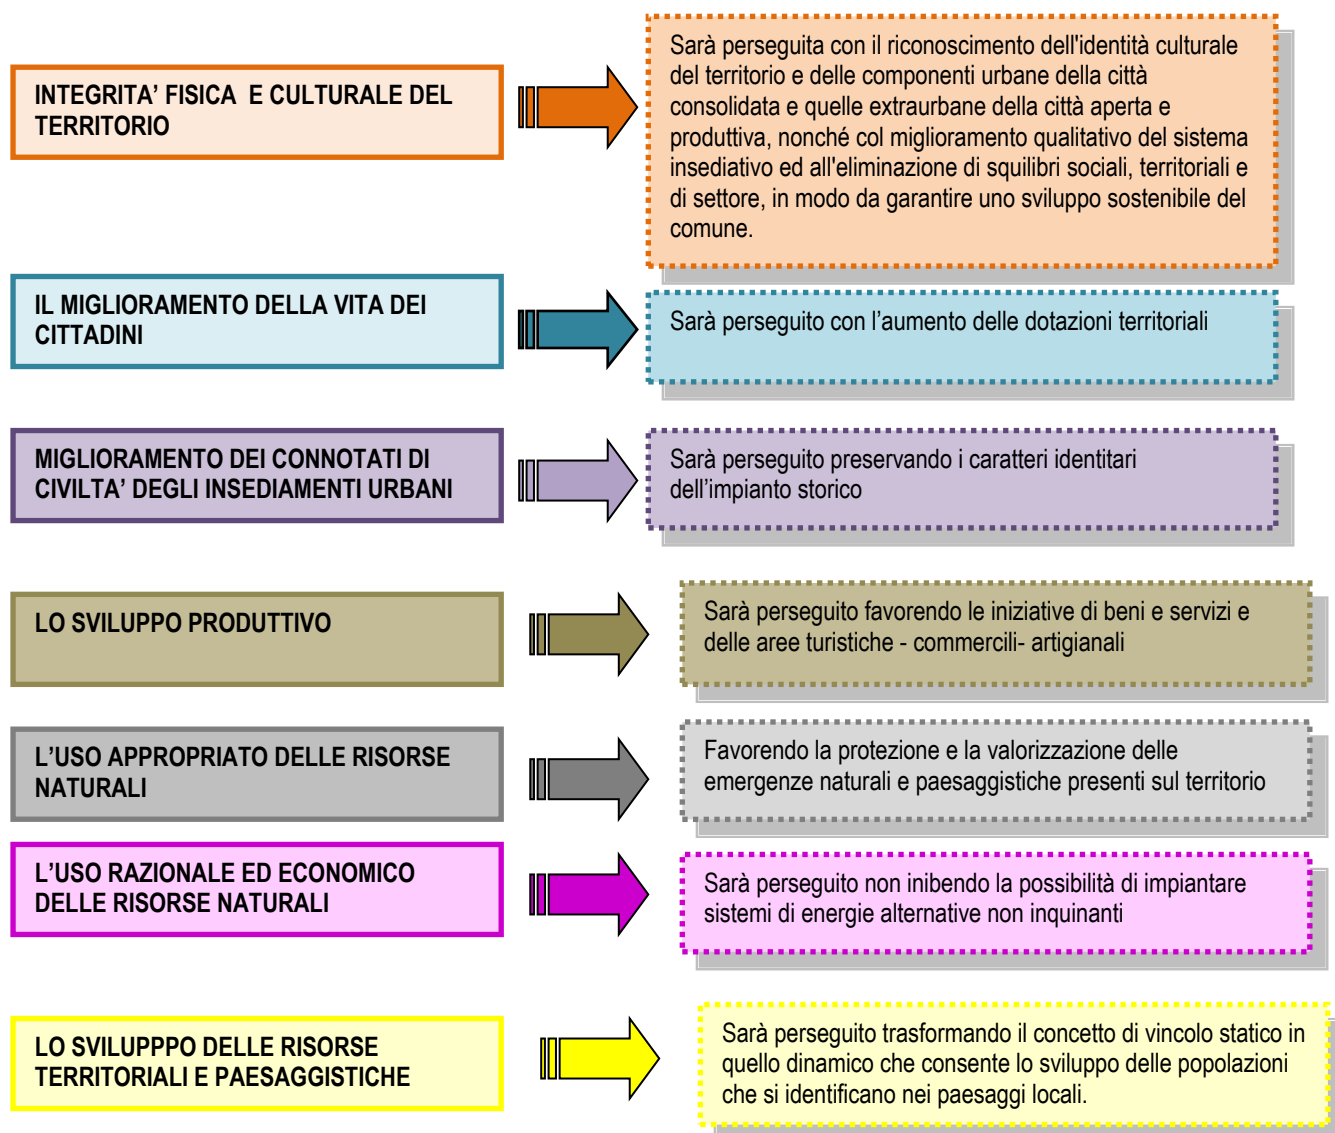 INTEGRITA’ FISICA E CULTURALE DEL
TERRITORIO
Sarà perseguita con il riconoscimento dell'identità culturale
del territorio e delle componenti urbane della città
consolidata e quelle extraurbane della città aperta e
produttiva, nonché col miglioramento qualitativo del sistema
insediativo ed all'eliminazione di squilibri sociali, territoriali e
di settore, in modo da garantire uno sviluppo sostenibile del
comune.
IL MIGLIORAMENTO DELLA VITA DEI
CITTADINI
Sarà perseguito con l’aumento delle dotazioni territoriali
MIGLIORAMENTO DEI CONNOTATI DI
CIVILTA’ DEGLI INSEDIAMENTI URBANI
Sarà perseguito preservando i caratteri identitari
dell’impianto storico
LO SVILUPPO PRODUTTIVO
Sarà perseguito favorendo le iniziative di beni e servizi e
delle aree turistiche - commercili- artigianali
L’USO APPROPRIATO DELLE RISORSE
NATURALI
Favorendo la protezione e la valorizzazione delle
emergenze naturali e paesaggistiche presenti sul territorio
L’USO RAZIONALE ED ECONOMICO
DELLE RISORSE NATURALI
Sarà perseguito non inibendo la possibilità di impiantare
sistemi di energie alternative non inquinanti
LO SVILUPPPO DELLE RISORSE
TERRITORIALI E PAESAGGISTICHE
Sarà perseguito trasformando il concetto di vincolo statico in
quello dinamico che consente lo sviluppo delle popolazioni
che si identificano nei paesaggi locali.